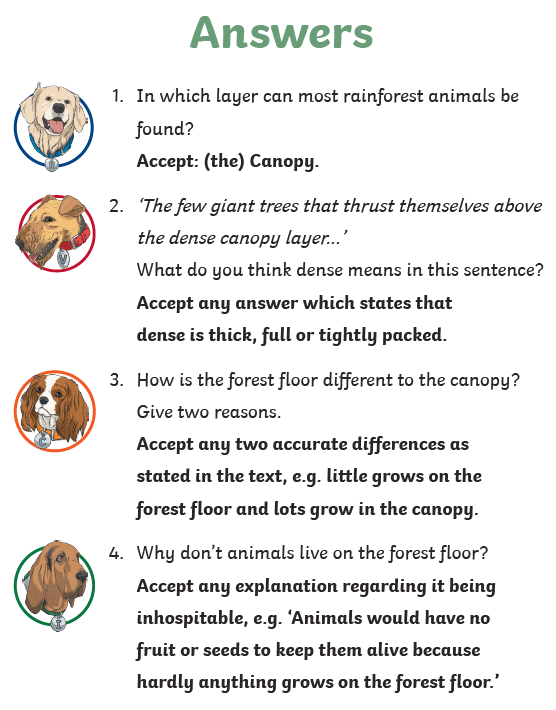 Answers
1. In which layer can most rainforest animals be
found?
Accept: (the) Canopy.
2. ‘The few giant trees that thrust themselves above
the dense canopy layer...’
What do you think dense means in this sentence?
Accept any answer which states that
dense is thick, full or tightly packed.
3. How is the forest floor different to the canopy?
Give two reasons.
Accept any two accurate differences as
stated in the text, e.g. little grows on the
forest floor and lots grow in the canopy.
4. Why don’t animals live on the forest floor?
Accept any explanation regarding it being
inhospitable, e.g. ‘Animals would have no
fruit or seeds to keep them alive because
hardly anything grows on the forest floor.’